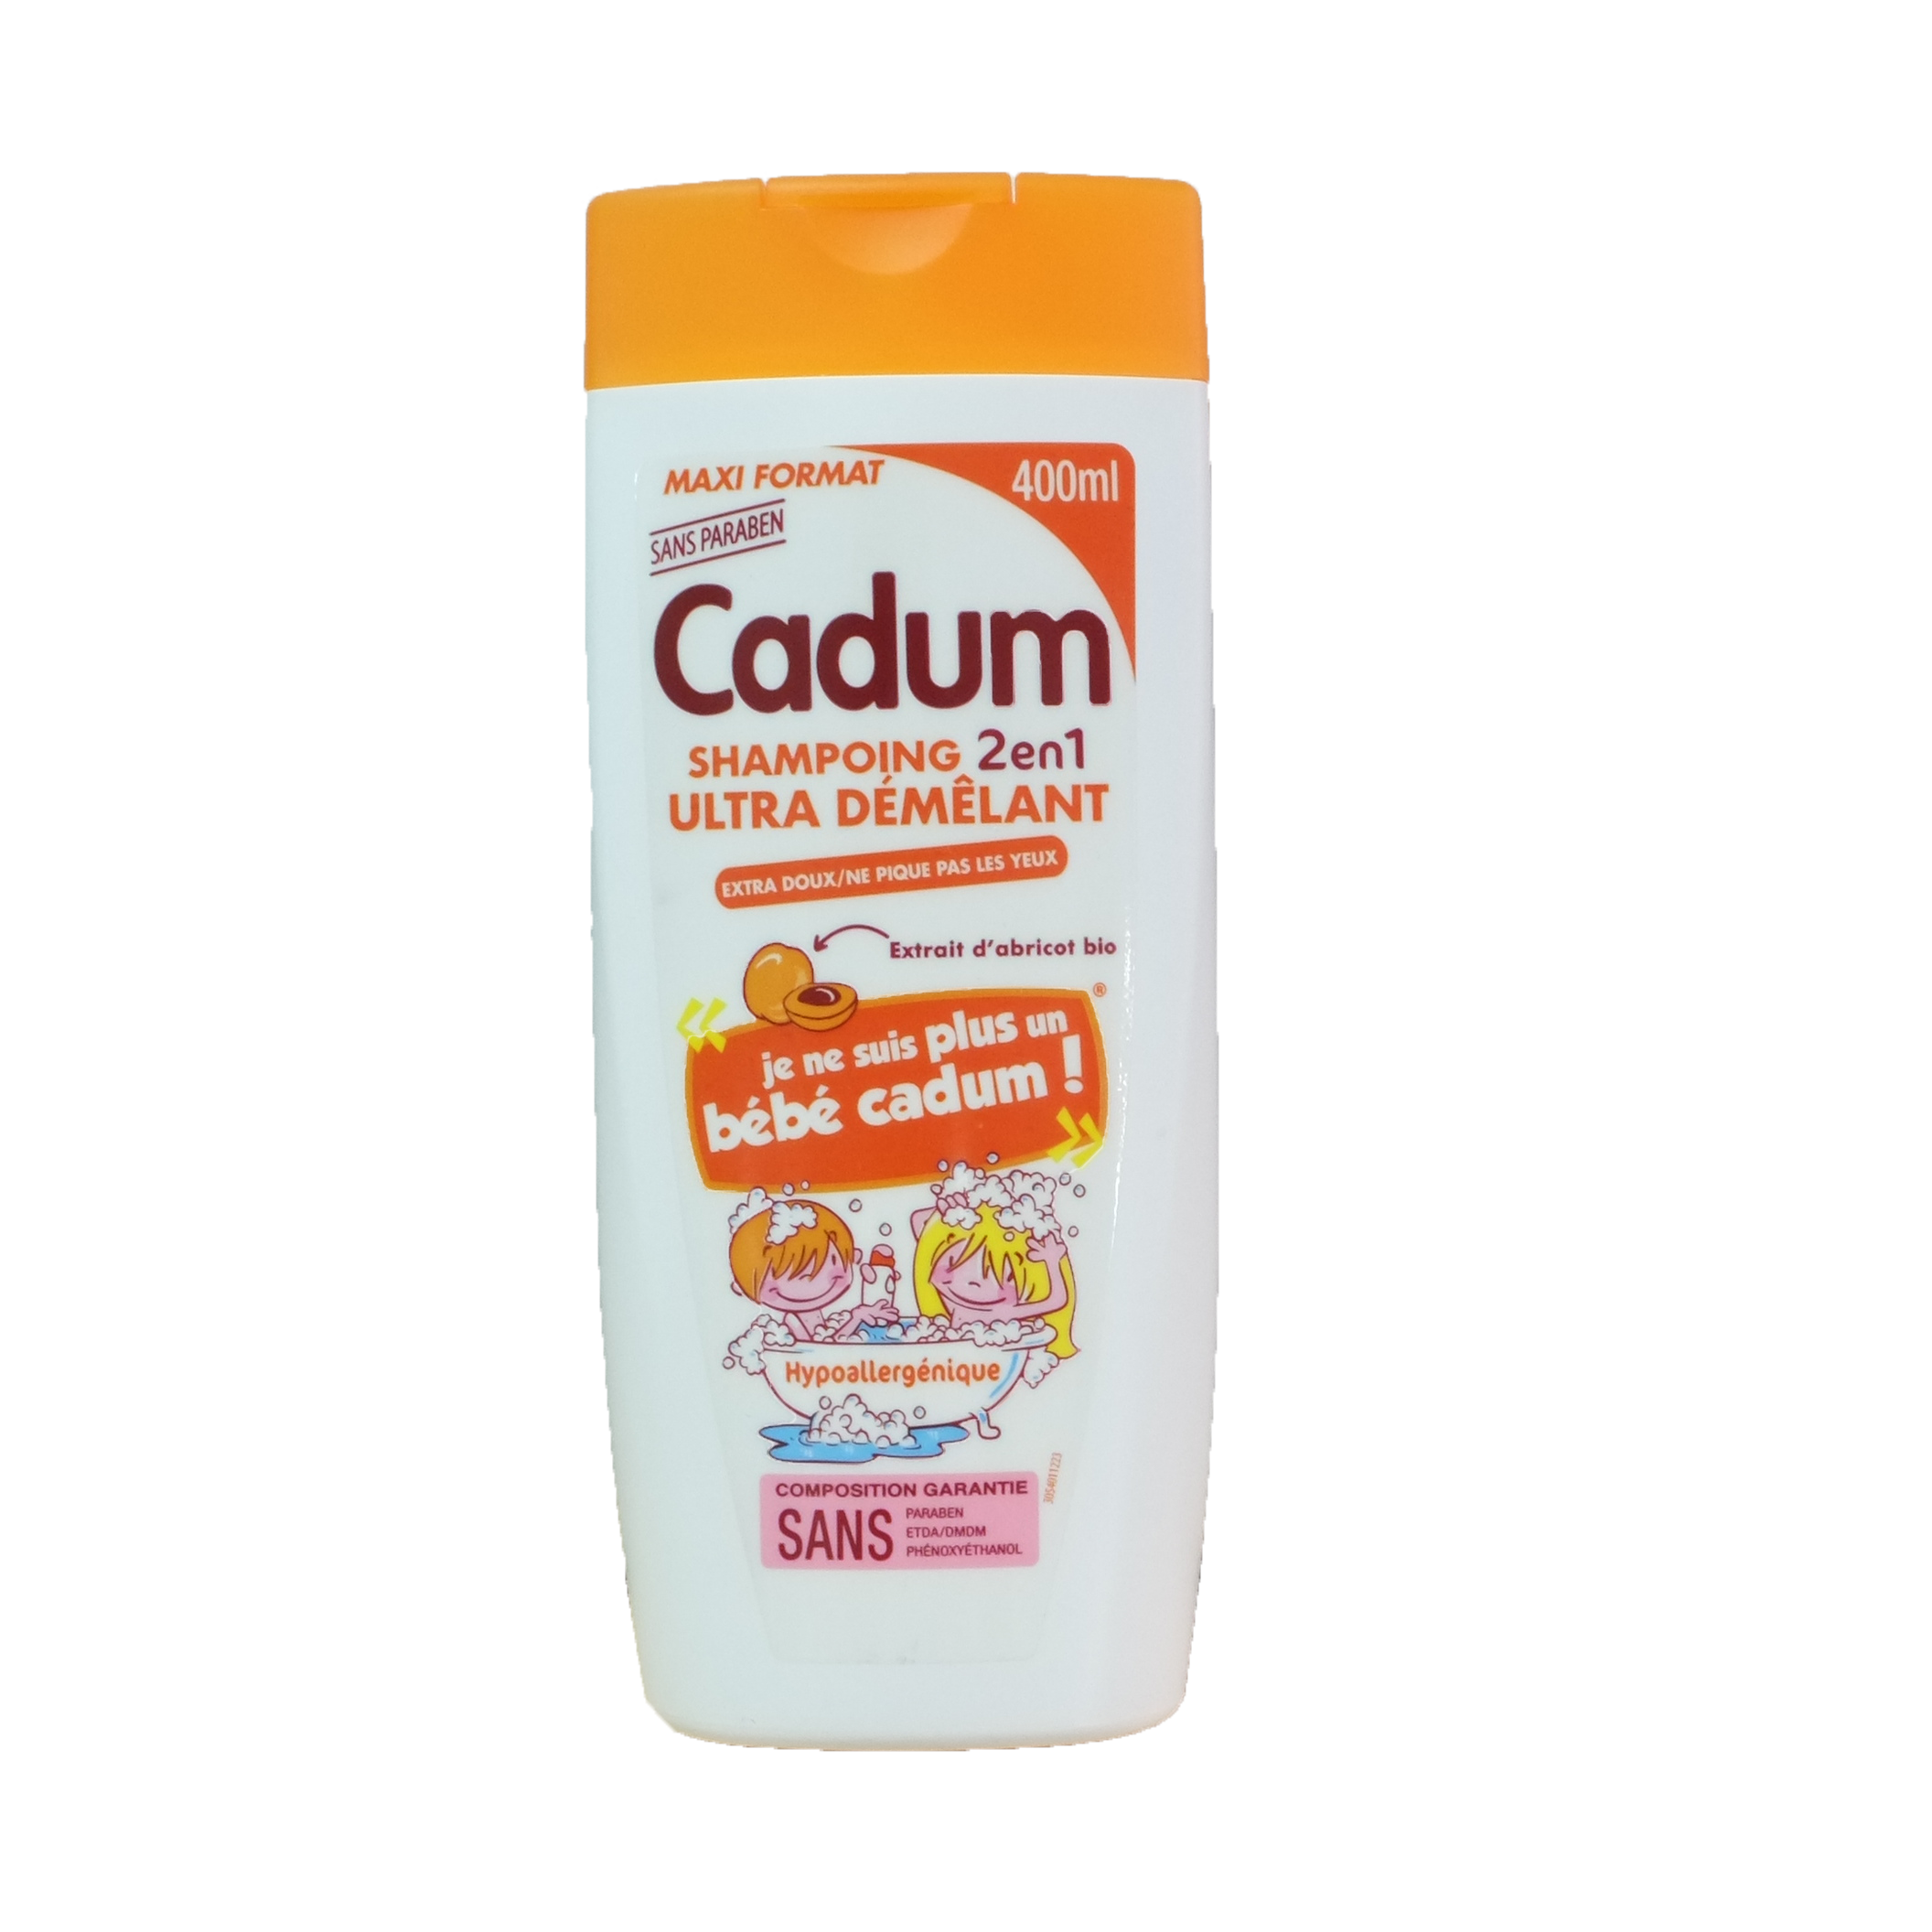 MAXI FORMAT
400ml
SANS PARABEN
Cadum
SHAMPOING 2en1
ULTRA DÉMÊLANT
EXTRA DOUX/NE PIQUE PAS LES YEUX
Extrait d'abricot bio
«
®
je ne suis plus un
bébé cadum !
»
Hypoallergénique
3054011223
COMPOSITION GARANTIE
SANS
PARABEN
ETDA/DMDM
PHÉNOXYÉTHANOL